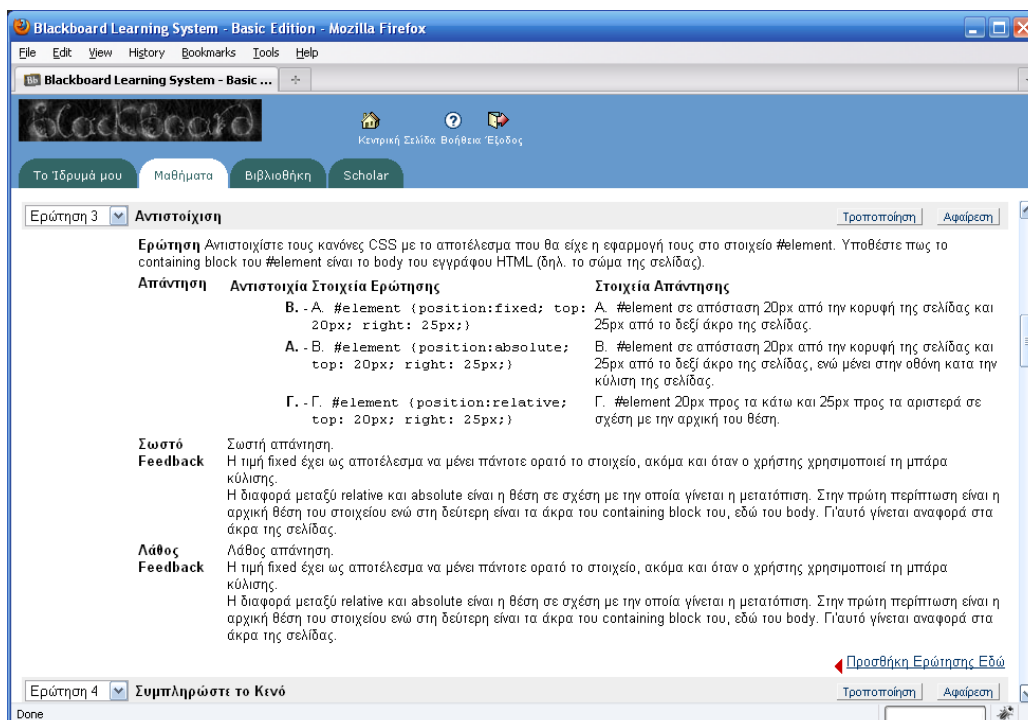 Blackboard Learning System - Basic Edition - Mozilla Firefox
File Edit View History Bookmarks Tools Help
Bb Blackboard Learning System - Basic ...
blackboard
Κεντρική Σελίδα Βοήθεια Έξοδος
Το Ίδρυμά μου Μαθήματα Βιβλιοθήκη Scholar
Ερώτηση 3 Αντιστοίχιση Τροποποίηση Αφαίρεση
Ερώτηση Αντιστοιχίστε τους κανόνες CSS με το αποτέλεσμα που θα είχε η εφαρμογή τους στο στοιχείο #element. Υποθέστε πως το
containing block του #element είναι το body του εγγράφου HTML (δηλ. το σώμα της σελίδας).
Απάντηση Αντιστοιχία Στοιχεία Ερώτησης Στοιχεία Απάντησης
Β. - Α. #element {position:fixed; top: Α. #element σε απόσταση 20px από την κορυφή της σελίδας και
20px; right: 25px;} 25px από το δεξί άκρο της σελίδας.
Α. - Β. #element {position:absolute; Β. #element σε απόσταση 20px από την κορυφή της σελίδας και
top: 20px; right: 25px;} 25px από το δεξί άκρο της σελίδας, ενώ μένει στην οθόνη κατα την
κύλιση της σελίδας.
Γ. - Γ. #element {position:relative; Γ. #element 20px προς τα κάτω και 25px προς τα αριστερά σε
top: 20px; right: 25px;} σχέση με την αρχική του θέση.
Σωστό Σωστή απάντηση.
Feedback Η τιμή fixed έχει ως αποτέλεσμα να μένει πάντοτε ορατό το στοιχείο, ακόμα και όταν ο χρήστης χρησιμοποιεί τη μπάρα
κύλισης.
Η διαφορά μεταξύ relative και absolute είναι η θέση σε σχέση με την οποία γίνεται η μετατόπιση. Στην πρώτη περίπτωση είναι η
αρχική θέση του στοιχείου ενώ στη δεύτερη είναι τα άκρα του containing block του, εδώ του body. Γι'αυτό γίνεται αναφορά στα
άκρα της σελίδας.
Λάθος Λάθος απάντηση.
Feedback Η τιμή fixed έχει ως αποτέλεσμα να μένει πάντοτε ορατό το στοιχείο, ακόμα και όταν ο χρήστης χρησιμοποιεί τη μπάρα
κύλισης.
Η διαφορά μεταξύ relative και absolute είναι η θέση σε σχέση με την οποία γίνεται η μετατόπιση. Στην πρώτη περίπτωση είναι η
αρχική θέση του στοιχείου ενώ στη δεύτερη είναι τα άκρα του containing block του, εδώ του body. Γι'αυτό γίνεται αναφορά στα
άκρα της σελίδας.
Προσθήκη Ερώτησης Εδώ
Ερώτηση 4 Συμπληρώστε το Κενό Τροποποίηση Αφαίρεση
Done